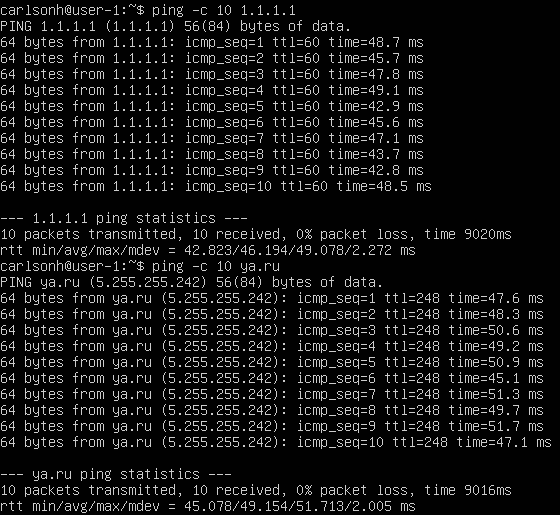 carlsonh@user-1:~$ ping -c 10 1.1.1.1
PING 1.1.1.1 (1.1.1.1) 56(84) bytes of data.
64 bytes from 1.1.1.1: icmp_seq=1 ttl=60 time=48.7 ms
64 bytes from 1.1.1.1: icmp_seq=2 ttl=60 time=45.7 ms
64 bytes from 1.1.1.1: icmp_seq=3 ttl=60 time=47.8 ms
64 bytes from 1.1.1.1: icmp_seq=4 ttl=60 time=49.1 ms
64 bytes from 1.1.1.1: icmp_seq=5 ttl=60 time=42.9 ms
64 bytes from 1.1.1.1: icmp_seq=6 ttl=60 time=45.6 ms
64 bytes from 1.1.1.1: icmp_seq=7 ttl=60 time=47.1 ms
64 bytes from 1.1.1.1: icmp_seq=8 ttl=60 time=43.7 ms
64 bytes from 1.1.1.1: icmp_seq=9 ttl=60 time=42.8 ms
64 bytes from 1.1.1.1: icmp_seq=10 ttl=60 time=48.5 ms
--- 1.1.1.1 ping statistics ---
10 packets transmitted, 10 received, 0% packet loss, time 9020ms
rtt min/avg/max/mdev = 42.823/46.194/49.078/2.272 ms
carlsonh@user-1:~$ ping -c 10 ya.ru
PING ya.ru (5.255.255.242) 56(84) bytes of data.
64 bytes from ya.ru (5.255.255.242): icmp_seq=1 ttl=248 time=47.6 ms
64 bytes from ya.ru (5.255.255.242): icmp_seq=2 ttl=248 time=48.3 ms
64 bytes from ya.ru (5.255.255.242): icmp_seq=3 ttl=248 time=50.6 ms
64 bytes from ya.ru (5.255.255.242): icmp_seq=4 ttl=248 time=49.2 ms
64 bytes from ya.ru (5.255.255.242): icmp_seq=5 ttl=248 time=50.9 ms
64 bytes from ya.ru (5.255.255.242): icmp_seq=6 ttl=248 time=45.1 ms
64 bytes from ya.ru (5.255.255.242): icmp_seq=7 ttl=248 time=51.3 ms
64 bytes from ya.ru (5.255.255.242): icmp_seq=8 ttl=248 time=49.7 ms
64 bytes from ya.ru (5.255.255.242): icmp_seq=9 ttl=248 time=51.7 ms
64 bytes from ya.ru (5.255.255.242): icmp_seq=10 ttl=248 time=47.1 ms
--- ya.ru ping statistics ---
10 packets transmitted, 10 received, 0% packet loss, time 9016ms
rtt min/avg/max/mdev = 45.078/49.154/51.713/2.005 ms